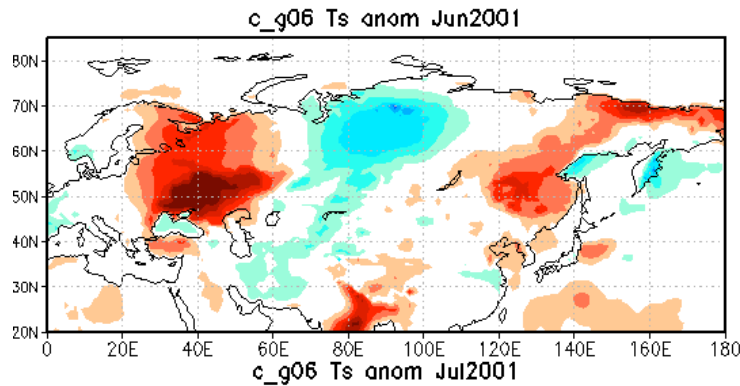 c_g06 Ts anom Jun2001
80N
70N
60N
50N
40N
30N
20N
0 20E 40E 60E 80E 100E 120E 140E 160E 180
c_g06 Ts anom Jul2001